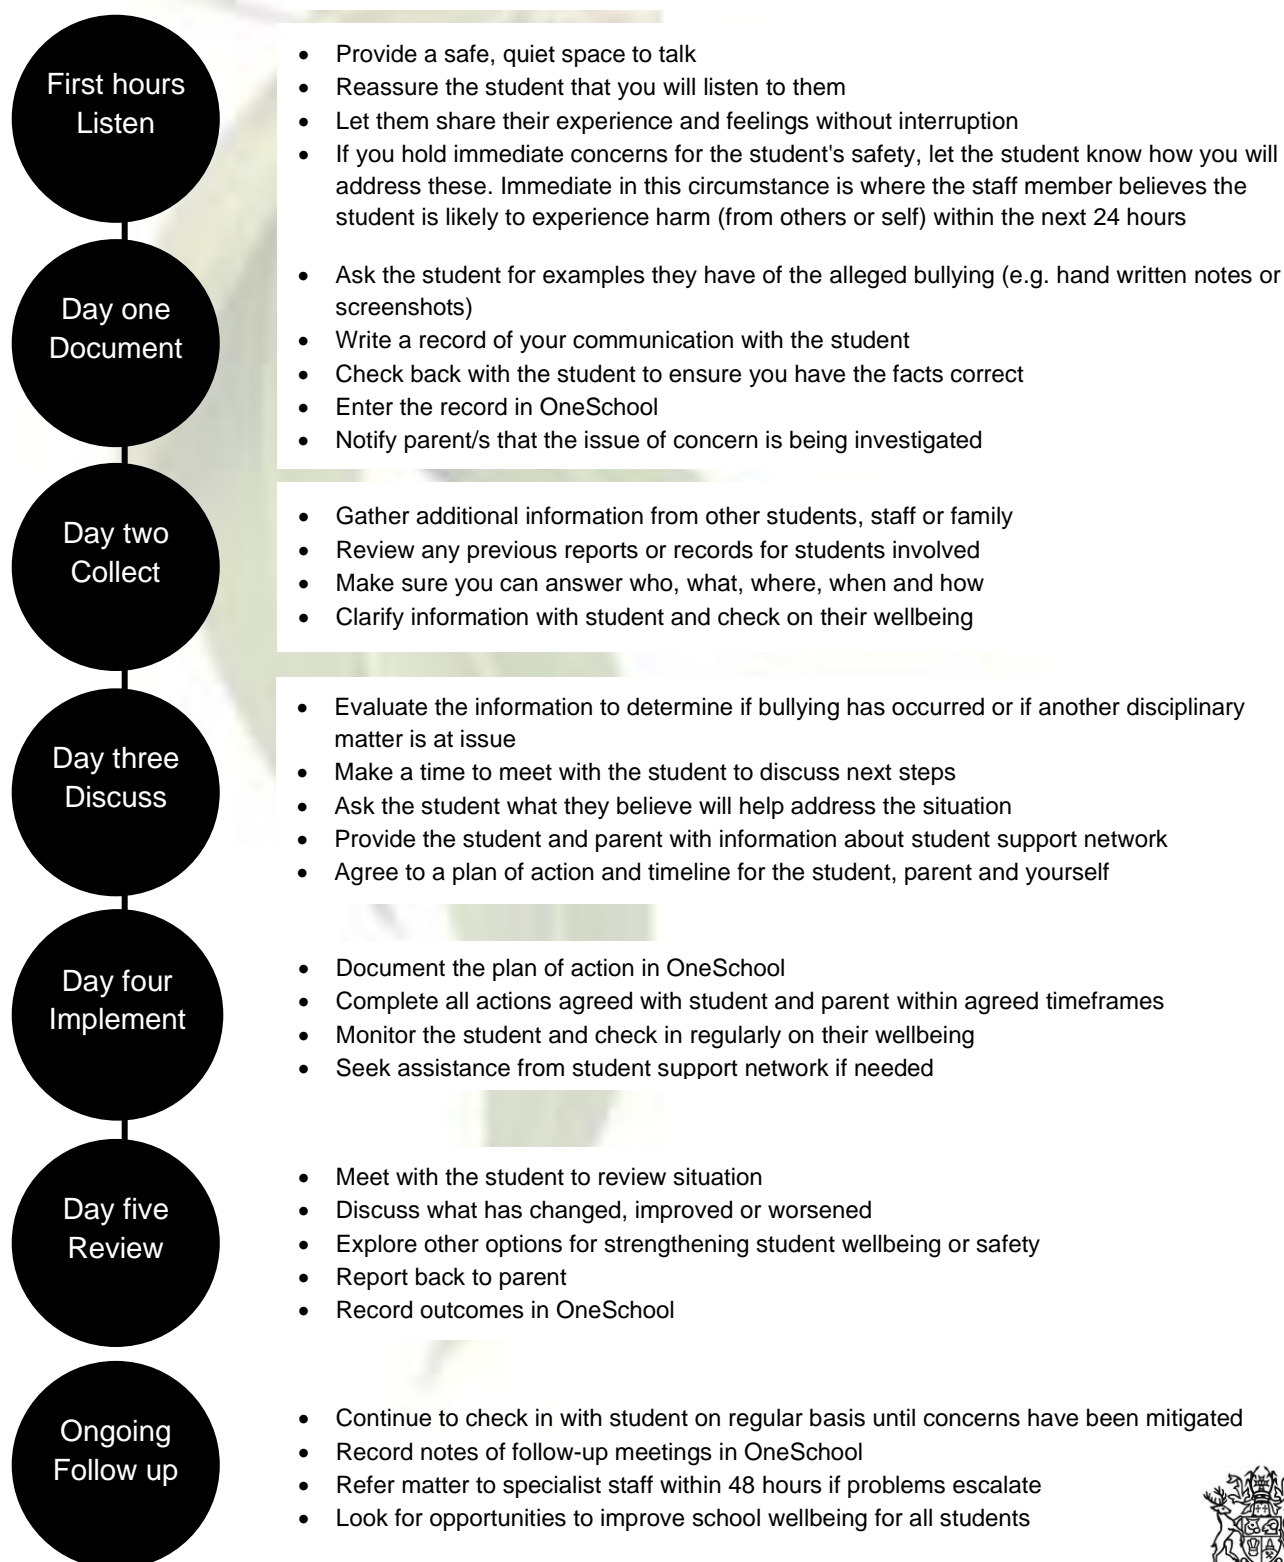 First hours
Listen
• Provide a safe, quiet space to talk
• Reassure the student that you will listen to them
• Let them share their experience and feelings without interruption
• If you hold immediate concerns for the student's safety, let the student know how you will
address these. Immediate in this circumstance is where the staff member believes the
student is likely to experience harm (from others or self) within the next 24 hours
Day one
Document
• Ask the student for examples they have of the alleged bullying (e.g. hand written notes or
screenshots)
• Write a record of your communication with the student
• Check back with the student to ensure you have the facts correct
• Enter the record in OneSchool
• Notify parent/s that the issue of concern is being investigated
Day two
Collect
• Gather additional information from other students, staff or family
• Review any previous reports or records for students involved
• Make sure you can answer who, what, where, when and how
• Clarify information with student and check on their wellbeing
Day three
Discuss
• Evaluate the information to determine if bullying has occurred or if another disciplinary
matter is at issue
• Make a time to meet with the student to discuss next steps
• Ask the student what they believe will help address the situation
• Provide the student and parent with information about student support network
• Agree to a plan of action and timeline for the student, parent and yourself
Day four
Implement
• Document the plan of action in OneSchool
• Complete all actions agreed with student and parent within agreed timeframes
• Monitor the student and check in regularly on their wellbeing
• Seek assistance from student support network if needed
Day five
Review
• Meet with the student to review situation
• Discuss what has changed, improved or worsened
• Explore other options for strengthening student wellbeing or safety
• Report back to parent
• Record outcomes in OneSchool
Ongoing
Follow up
• Continue to check in with student on regular basis until concerns have been mitigated
• Record notes of follow-up meetings in OneSchool
• Refer matter to specialist staff within 48 hours if problems escalate
• Look for opportunities to improve school wellbeing for all students